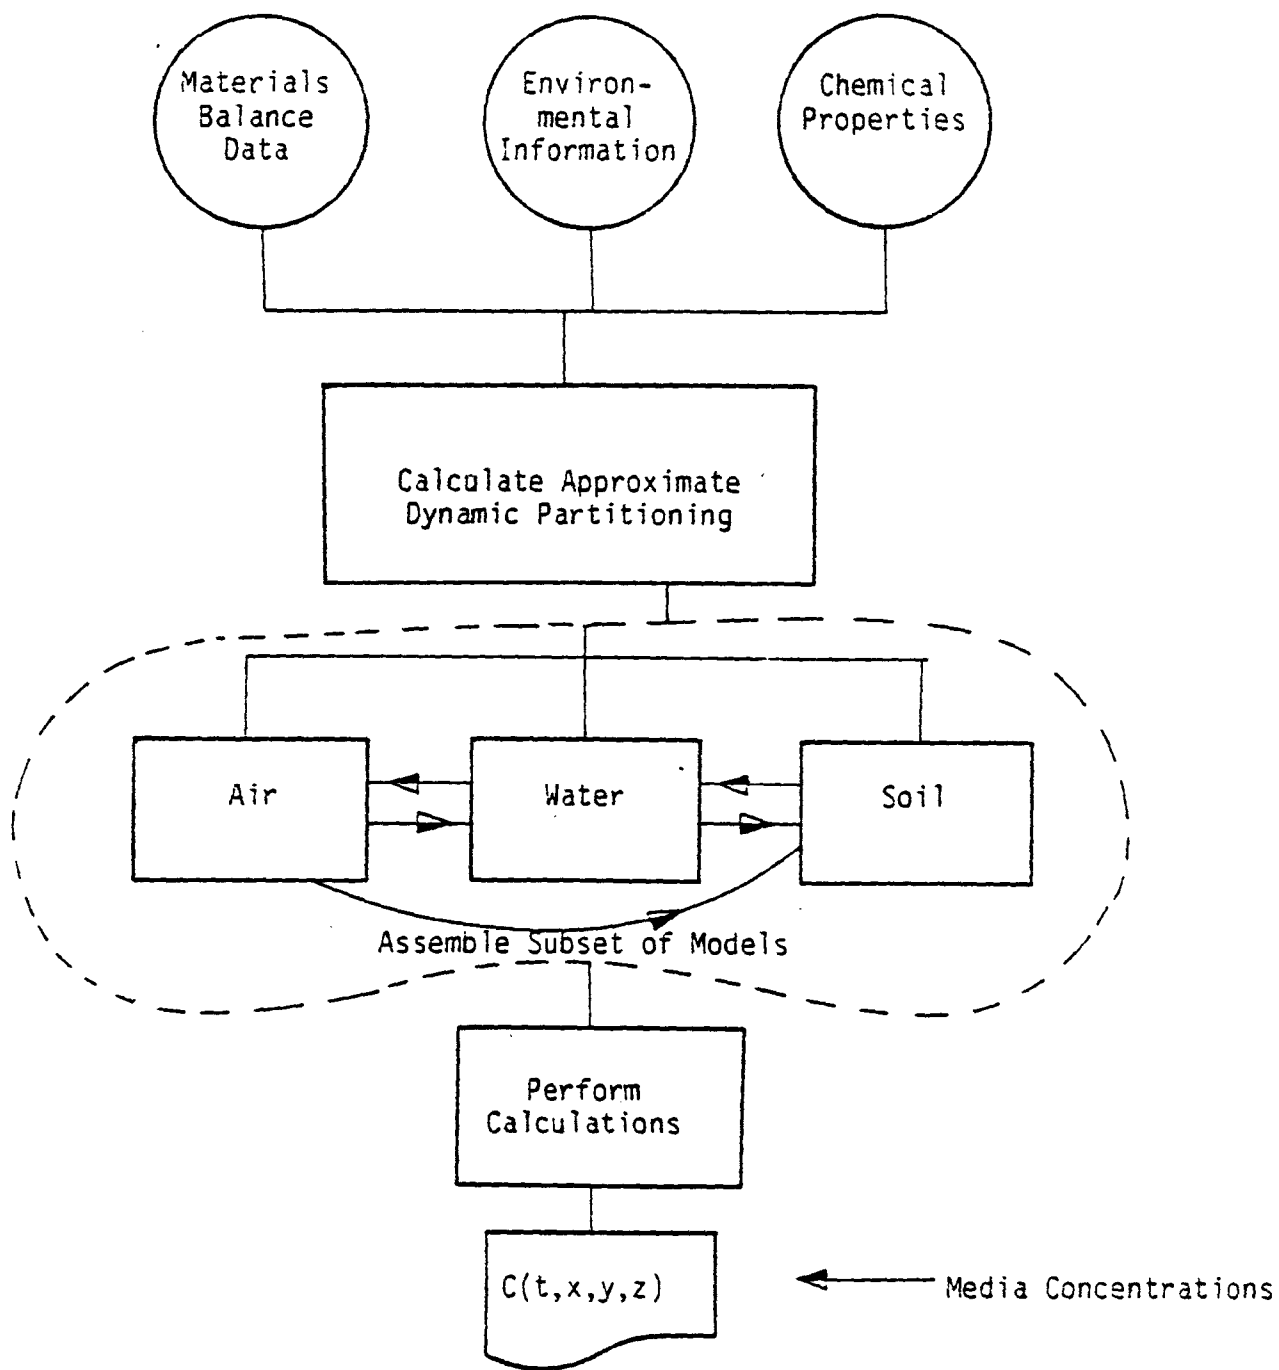 Materials
Balance
Data
Environ-
mental
Information
Chemical
Properties
Calculate Approximate
Dynamic Partitioning
Air
Water
Soil
Assemble Subset of Models
Perform
Calculations
C(t,x,y,z)
Media Concentrations